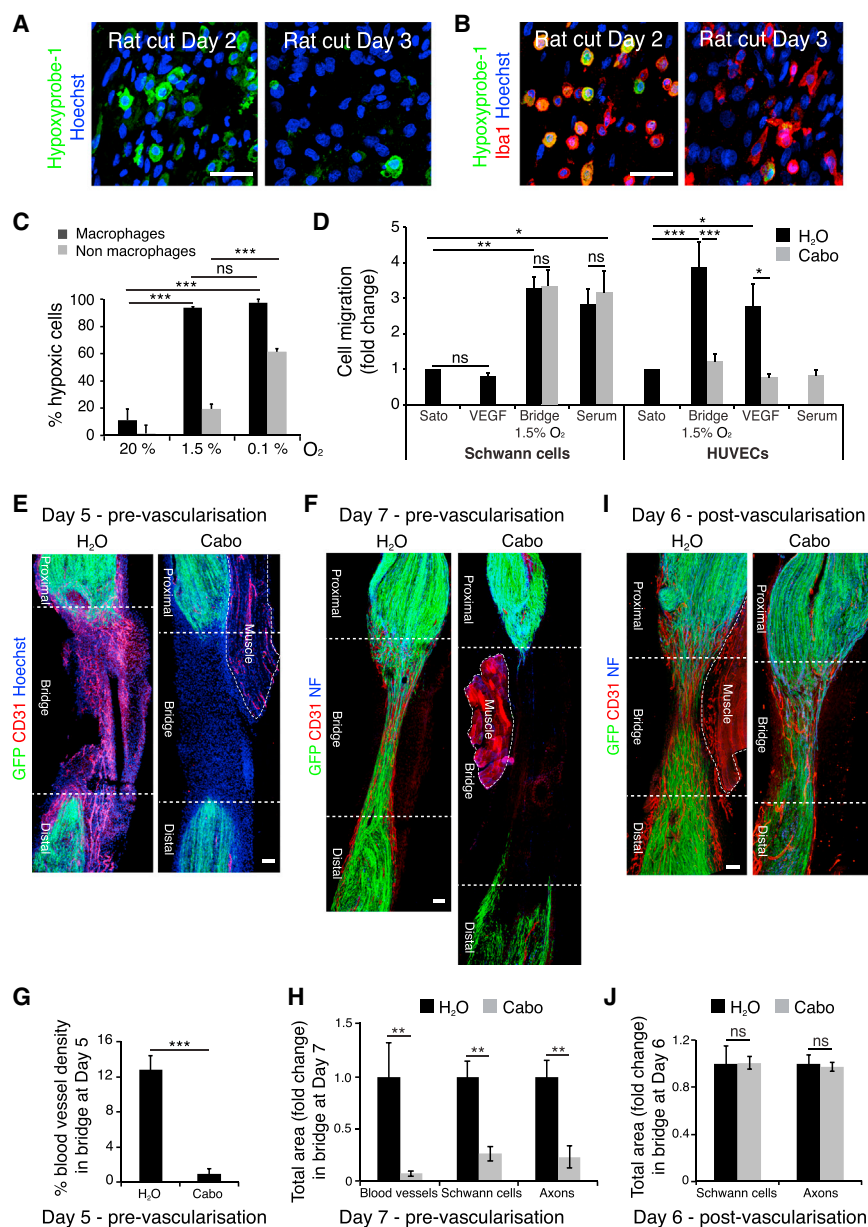 A
Rat cut Day 2
Rat cut Day 3
Hypoxyprobe-1
Hoechst
B
Rat cut Day 2
Rat cut Day 3
Hypoxyprobe-1
Iba1 Hoechst
C
Macrophages
Non macrophages
***
ns
***
***
% hypoxic cells
100
80
60
40
20
0
20 %
1.5 %
0.1 %
O₂
D
H₂O
Cabo
*
**
ns
ns
ns
*
***
***
*
Cell migration
(fold change)
5
4
3
2
1
0
Sato
VEGF
Bridge
1.5% O₂
Serum
Sato
Bridge
1.5% O₂
VEGF
Serum
Schwann cells
HUVECs
E
Day 5 - pre-vascularisation
H₂O
Cabo
GFP CD31 Hoechst
Proximal
Bridge
Distal
Muscle
F
Day 7 - pre-vascularisation
H₂O
Cabo
GFP CD31 NF
Proximal
Bridge
Distal
Proximal
Muscle
Bridge
Distal
I
Day 6 - post-vascularisation
H₂O
Cabo
GFP CD31 NF
Proximal
Bridge
Distal
Muscle
Proximal
Bridge
Distal
G
% blood vessel density
in bridge at Day 5
16
12
8
4
0
***
H₂O
Cabo
Day 5 - pre-vascularisation
H
H₂O
Cabo
Total area (fold change)
in bridge at Day 7
1.5
1.0
0.5
0.25
0
**
**
**
Blood vessels
Schwann cells
Axons
Day 7 - pre-vascularisation
J
H₂O
Cabo
Total area (fold change)
in bridge at Day 6
1.2
0.9
0.6
0.3
0
ns
ns
Schwann cells
Axons
Day 6 - post-vascularisation